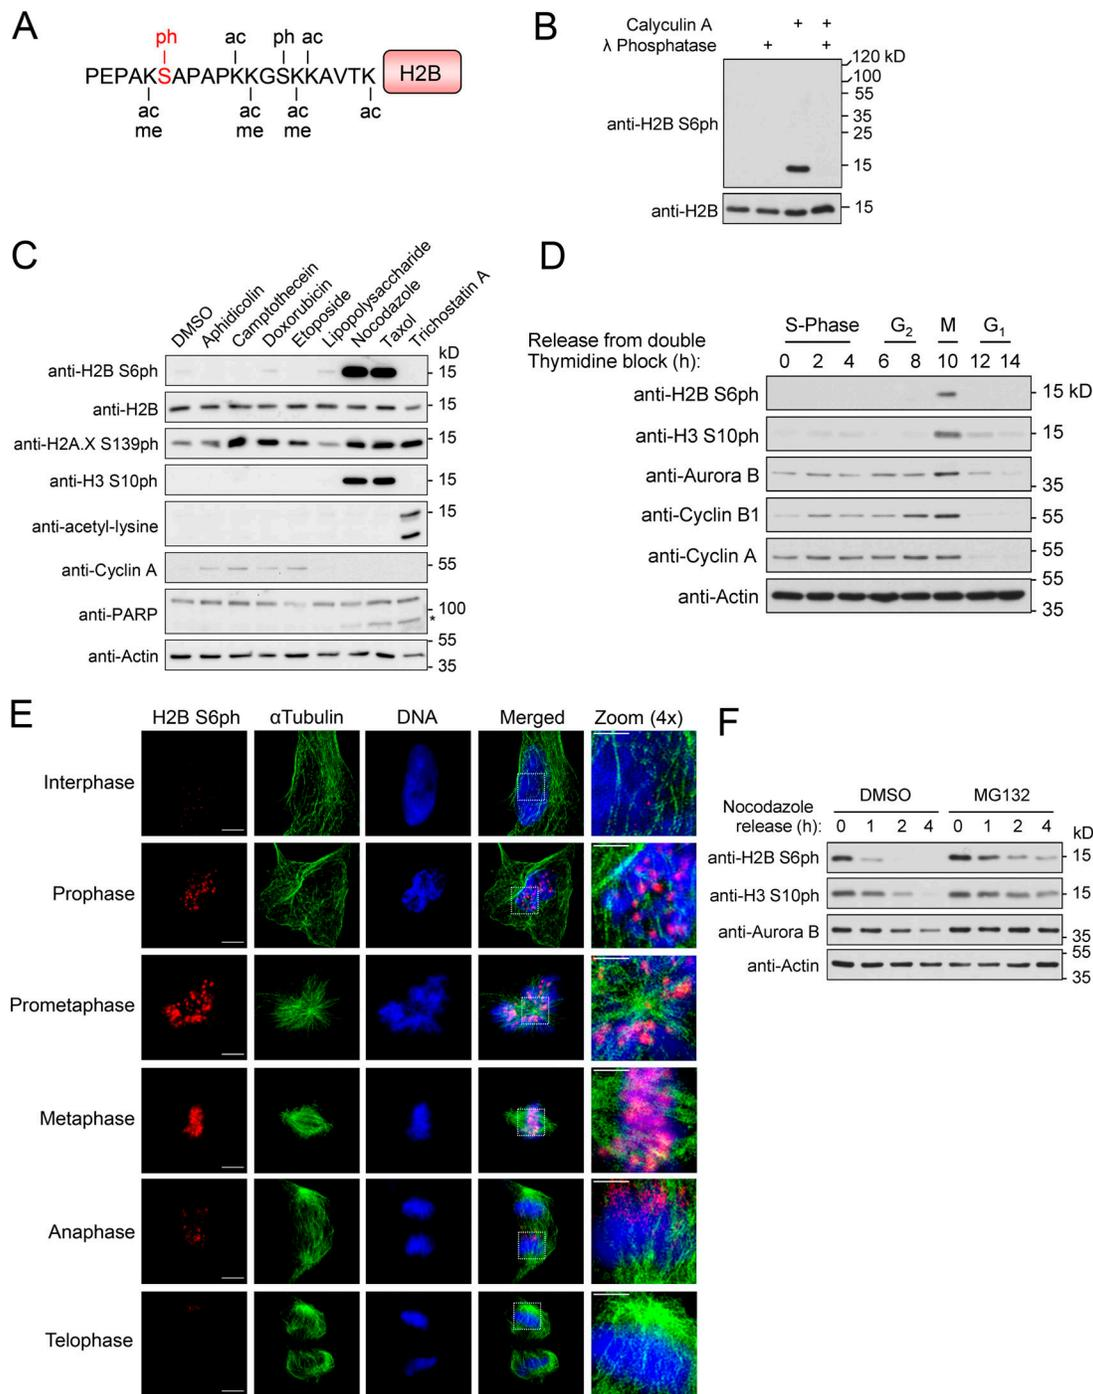 A
ph ac ph ac
PEPAKSAPAPKKGSKKAVTK H2B
ac ac ac ac
me me me
B
Calyculin A + +
λ Phosphatase + +
120 kD
100
55
anti-H2B S6ph 35
25
15
anti-H2B 15
C
DMSO Aphidicolin Camptothecein Doxorubicin Etoposide Lipopolysaccharide Nocodazole Taxol Trichostatin A
kD
anti-H2B S6ph 15
anti-H2B 15
anti-H2A.X S139ph 15
anti-H3 S10ph 15
anti-acetyl-lysine 15
anti-Cyclin A 55
anti-PARP 100
*
55
anti-Actin 35
D
S-Phase G2 M G1
Release from double
Thymidine block (h): 0 2 4 6 8 10 12 14
anti-H2B S6ph 15 kD
anti-H3 S10ph 15
anti-Aurora B 35
anti-Cyclin B1 55
anti-Cyclin A 55
55
anti-Actin 35
E
H2B S6ph αTubulin DNA Merged Zoom (4x)
Interphase
Prophase
Prometaphase
Metaphase
Anaphase
Telophase
F
DMSO MG132
Nocodazole
release (h): 0 1 2 4 0 1 2 4
kD
anti-H2B S6ph 15
anti-H3 S10ph 15
anti-Aurora B 35
55
anti-Actin 35